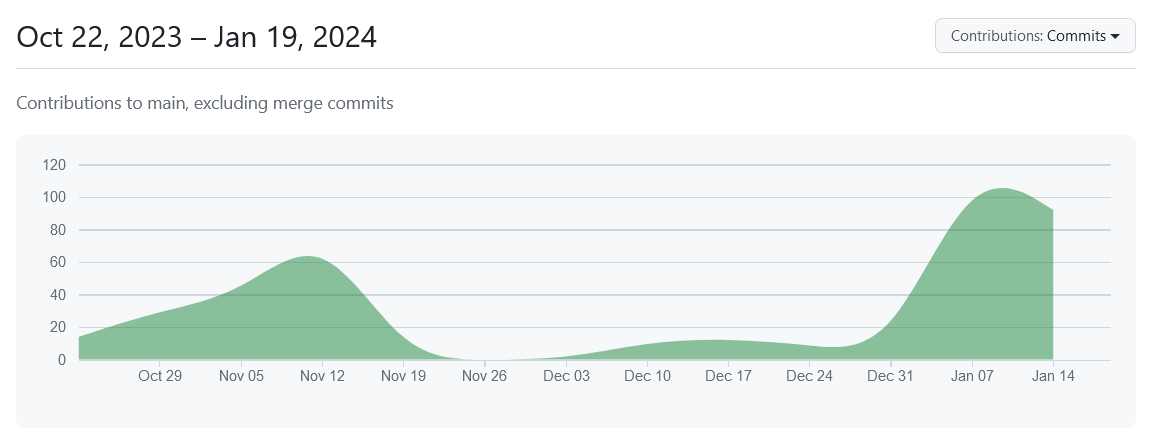 Oct 22, 2023 – Jan 19, 2024
Contributions: Commits
Contributions to main, excluding merge commits
120
100
80
60
40
20
0
Oct 29 Nov 05 Nov 12 Nov 19 Nov 26 Dec 03 Dec 10 Dec 17 Dec 24 Dec 31 Jan 07 Jan 14